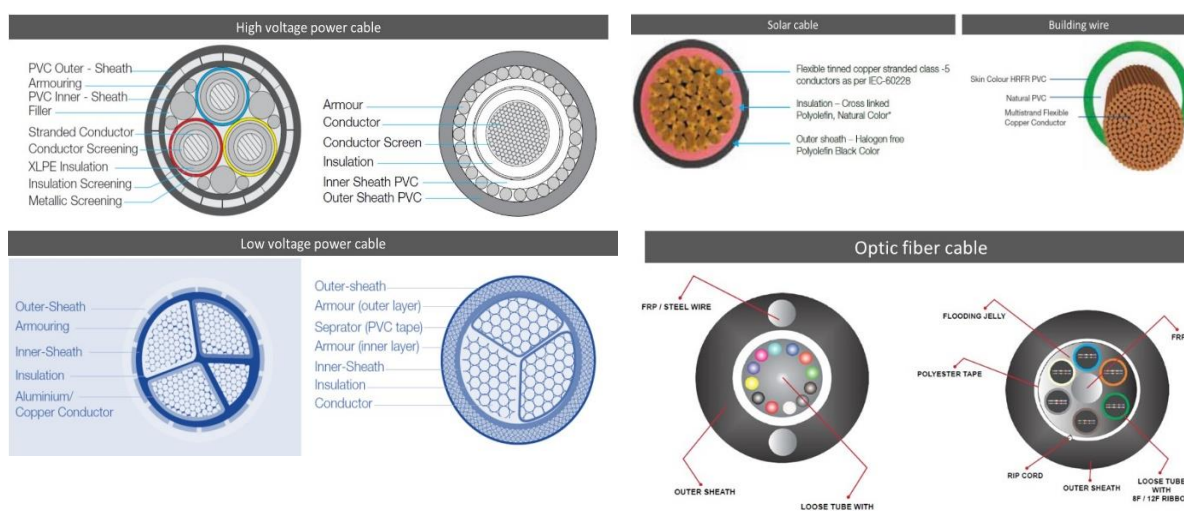 High voltage power cable
PVC Outer - Sheath
Armouring
PVC Inner - Sheath
Filler
Stranded Conductor
Conductor Screening
XLPE Insulation
Insulation Screening
Metallic Screening
Armour
Conductor
Conductor Screen
Insulation
Inner Sheath PVC
Outer Sheath PVC
Solar cable
Flexible tinned copper stranded class -5
conductors as per IEC-60228
Insulation – Cross linked
Polyolefin, Natural Color*
Outer sheath – Halogen free
Polyolefin Black Color
Building wire
Skin Colour HRFR PVC
Natural PVC
Multistrand Flexible
Copper Conductor
Low voltage power cable
Outer-Sheath
Armouring
Inner-Sheath
Insulation
Aluminium/
Copper Conductor
Outer-sheath
Armour (outer layer)
Seprator (PVC tape)
Armour (inner layer)
Inner-Sheath
Insulation
Conductor
Optic fiber cable
FRP / STEEL WIRE
OUTER SHEATH
LOOSE TUBE WITH
FLOODING JELLY
FRP
POLYESTER TAPE
RIP CORD
OUTER SHEATH
LOOSE TUBE
WITH
8F / 12F RIBBO